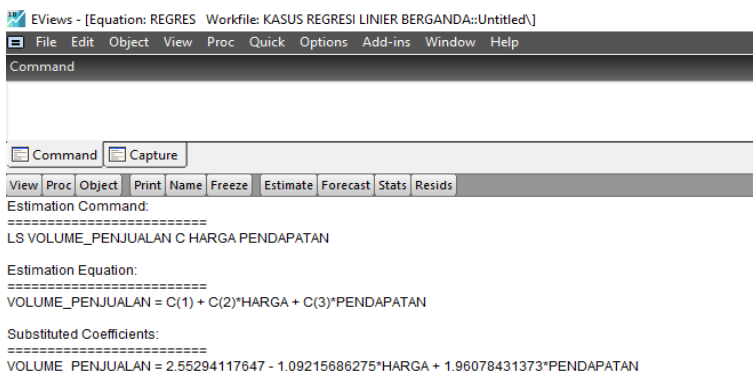 EViews - [Equation: REGRES Workfile: KASUS REGRESI LINIER BERGANDA::Untitled\]
File Edit Object View Proc Quick Options Add-ins Window Help
Command
Command Capture
View Proc Object Print Name Freeze Estimate Forecast Stats Resids
Estimation Command:
=========================
LS VOLUME_PENJUALAN C HARGA PENDAPATAN
Estimation Equation:
=========================
VOLUME_PENJUALAN = C(1) + C(2)*HARGA + C(3)*PENDAPATAN
Substituted Coefficients:
=========================
VOLUME_PENJUALAN = 2.55294117647 - 1.09215686275*HARGA + 1.96078431373*PENDAPATAN